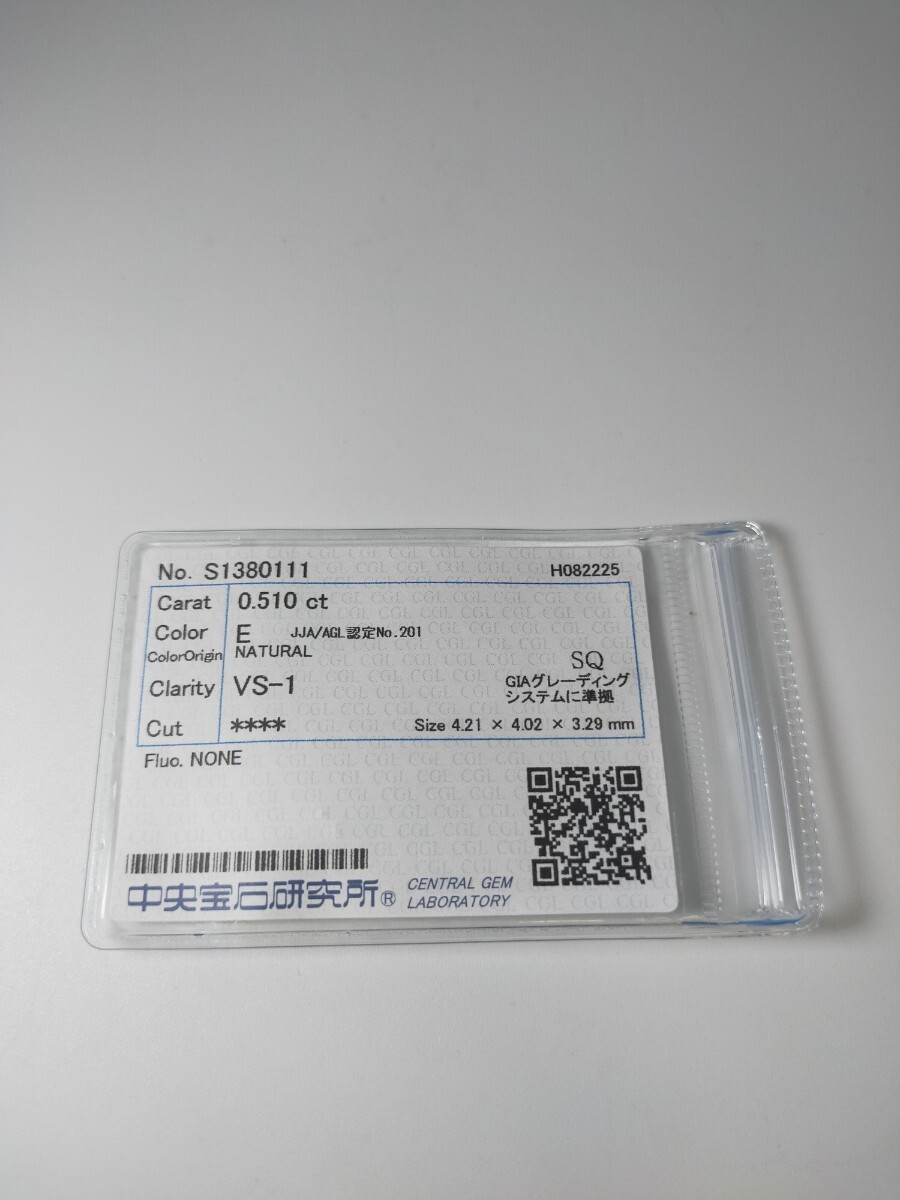 No. S1380111 H082225
Carat 0.510 ct
Color E JJA/AGL認定No.201
ColorOrigin NATURAL
SQ
Clarity VS-1 GIAグレーディング
システムに準拠
Cut **** Size 4.21 × 4.02 × 3.29 mm
Fluo. NONE
中央宝石研究所® CENTRAL GEM
LABORATORY